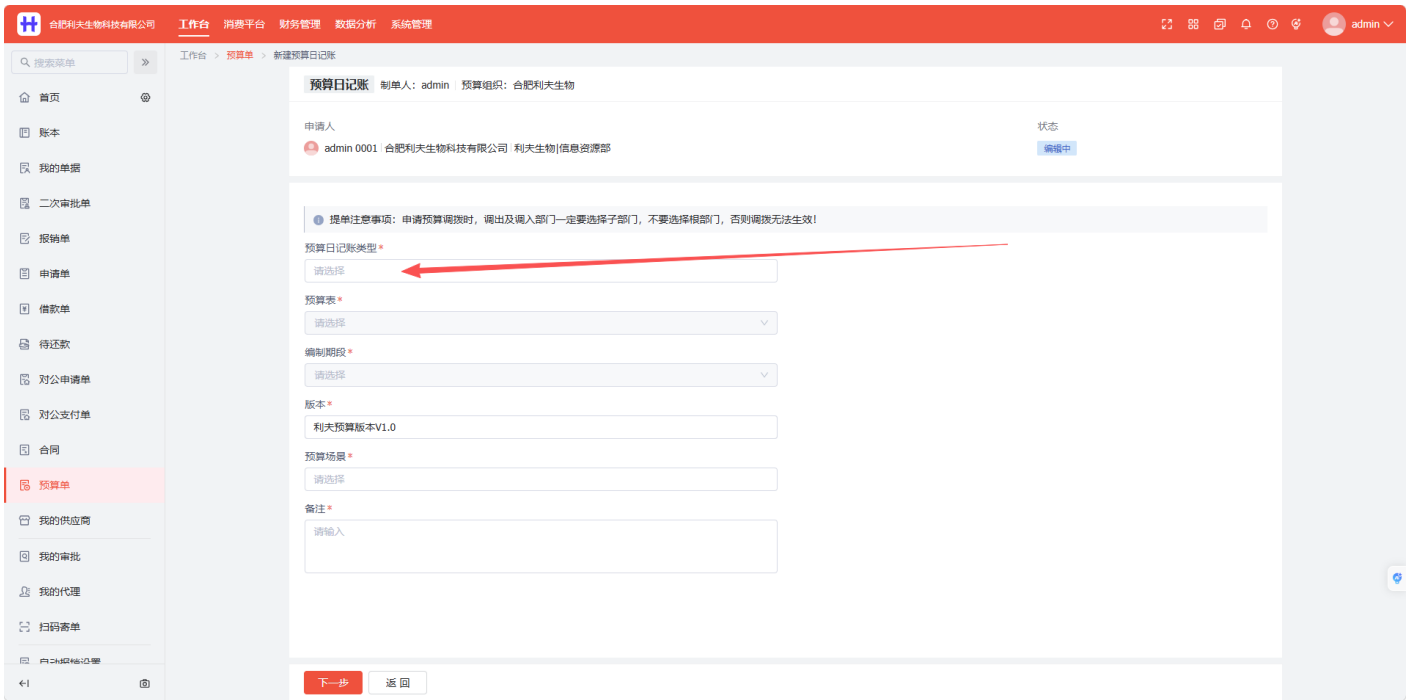 合肥利夫生物科技有限公司 工作台 消费平台 财务管理 数据分析 系统管理 admin
搜索菜单
工作台 > 预算单 > 新建预算日记账
首页
账本
我的单据
二次审批单
报销单
申请单
借款单
待还款
对公申请单
对公支付单
合同
预算单
我的供应商
我的审批
我的代理
扫码寄单
自动报销设置
预算日记账 制单人：admin 预算组织：合肥利夫生物
申请人 状态
admin 0001 合肥利夫生物科技有限公司 利夫生物|信息资源部 编辑中
提单注意事项：申请预算调拨时，调出及调入部门一定要选择子部门，不要选择根部门，否则调拨无法生效！
预算日记账类型*
请选择
预算表*
请选择
编制期段*
请选择
版本*
利夫预算版本V1.0
预算场景*
请选择
备注*
请输入
下一步 返回